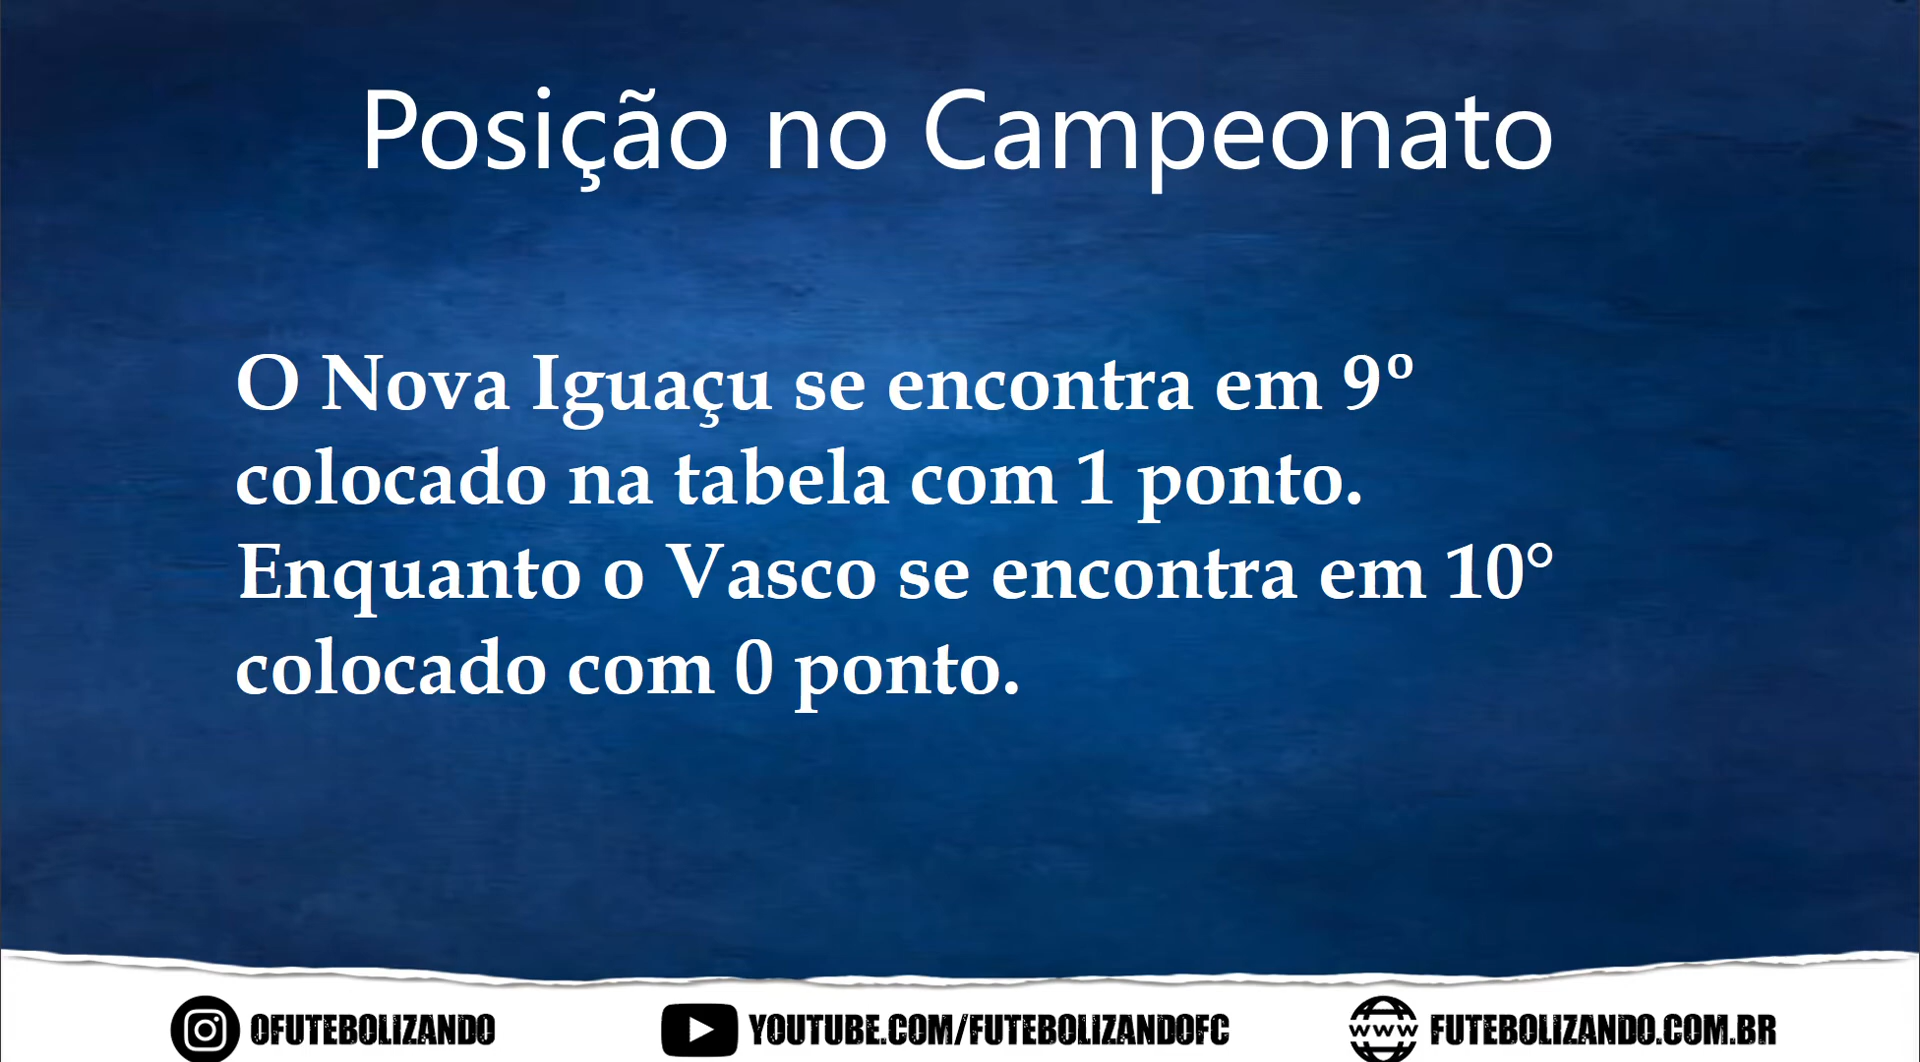 Posição no Campeonato
O Nova Iguaçu se encontra em 9º
colocado na tabela com 1 ponto.
Enquanto o Vasco se encontra em 10°
colocado com 0 ponto.
OFUTEBOLIZANDO
YOUTUBE.COM/FUTEBOLIZANDOFC
WWW
FUTEBOLIZANDO.COM.BR